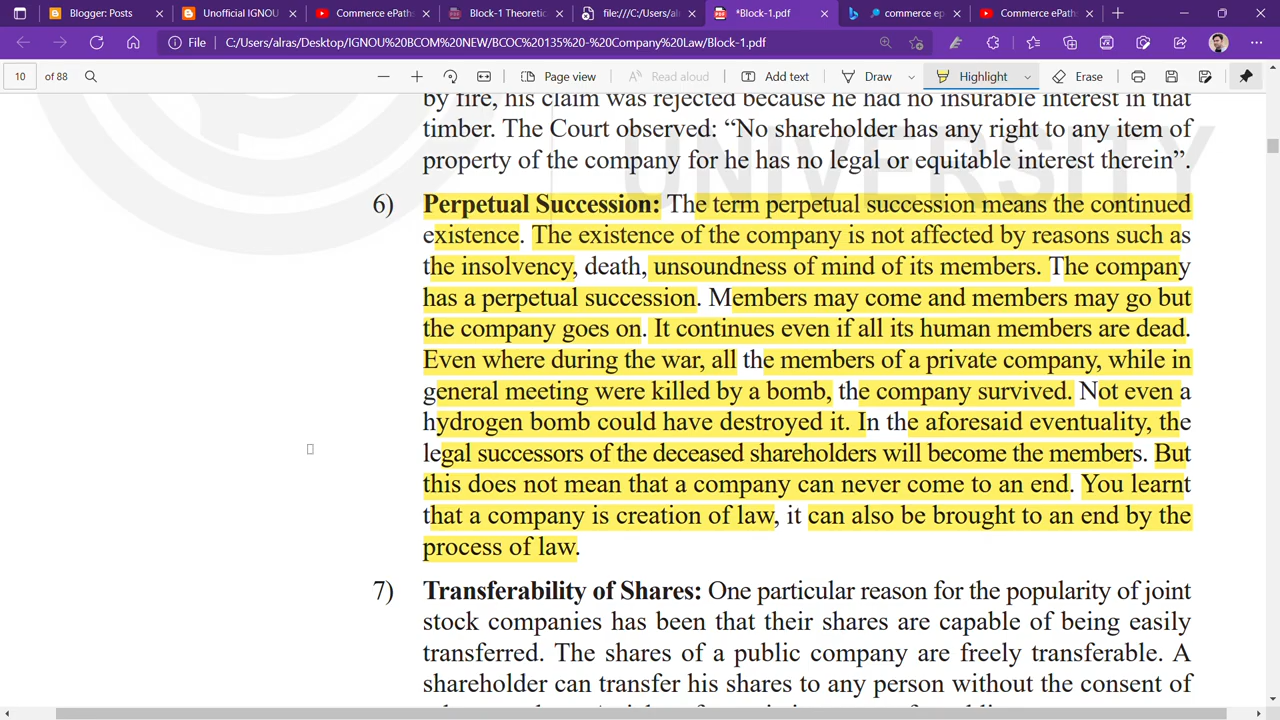 Blogger: Posts
Unofficial IGNOU
Commerce ePaths
Block-1 Theoretic
file:///C:/Users/al
*Block-1.pdf
commerce ep
Commerce ePaths
File
C:/Users/alras/Desktop/IGNOU%20BCOM%20NEW/BCOC%20135%20-%20Company%20Law/Block-1.pdf
10 of 88
Page view
Read aloud
Add text
Draw
Highlight
Erase
by fire, his claim was rejected because he had no insurable interest in that
timber. The Court observed: “No shareholder has any right to any item of
property of the company for he has no legal or equitable interest therein”.
UNIVERSITY
6) Perpetual Succession: The term perpetual succession means the continued
existence. The existence of the company is not affected by reasons such as
the insolvency, death, unsoundness of mind of its members. The company
has a perpetual succession. Members may come and members may go but
the company goes on. It continues even if all its human members are dead.
Even where during the war, all the members of a private company, while in
general meeting were killed by a bomb, the company survived. Not even a
hydrogen bomb could have destroyed it. In the aforesaid eventuality, the
legal successors of the deceased shareholders will become the members. But
this does not mean that a company can never come to an end. You learnt
that a company is creation of law, it can also be brought to an end by the
process of law.
7) Transferability of Shares: One particular reason for the popularity of joint
stock companies has been that their shares are capable of being easily
transferred. The shares of a public company are freely transferable. A
shareholder can transfer his shares to any person without the consent of